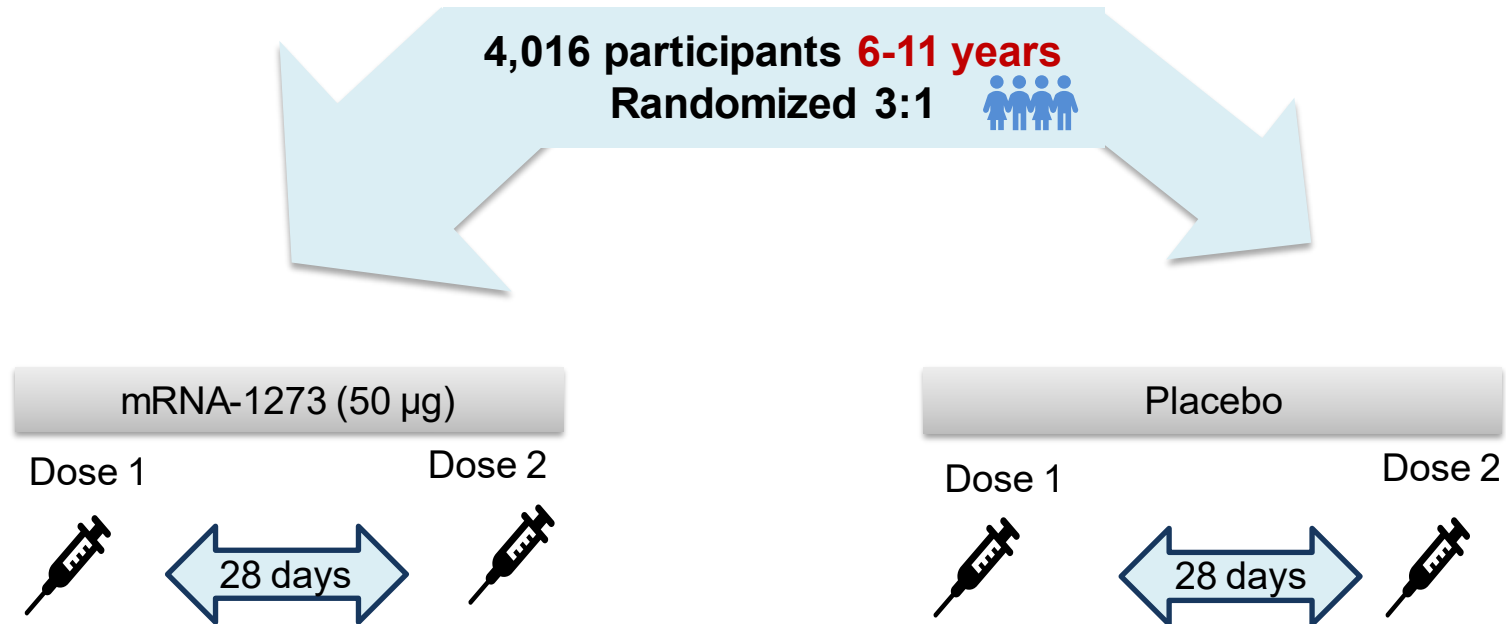 4,016 participants 6-11 years
Randomized 3:1
mRNA-1273 (50 µg)
Dose 1
Dose 2
28 days
Placebo
Dose 1
Dose 2
28 days